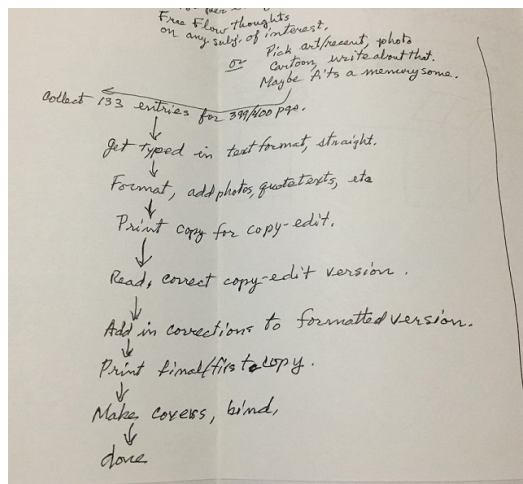 Free Flow thoughts
on any subj. of interest.
or Pick art/recent, photo
Cartoon, write about that.
Maybe it's a memory some.
Collect 133 entries for 399/400 pgs.
Get typed in text format, straight.
Format, add photos, quote texts, etc
Print copy for copy-edit.
Read, correct copy-edit version.
Add in corrections to formatted version.
Print final/first copy.
Make covers, bind,
done